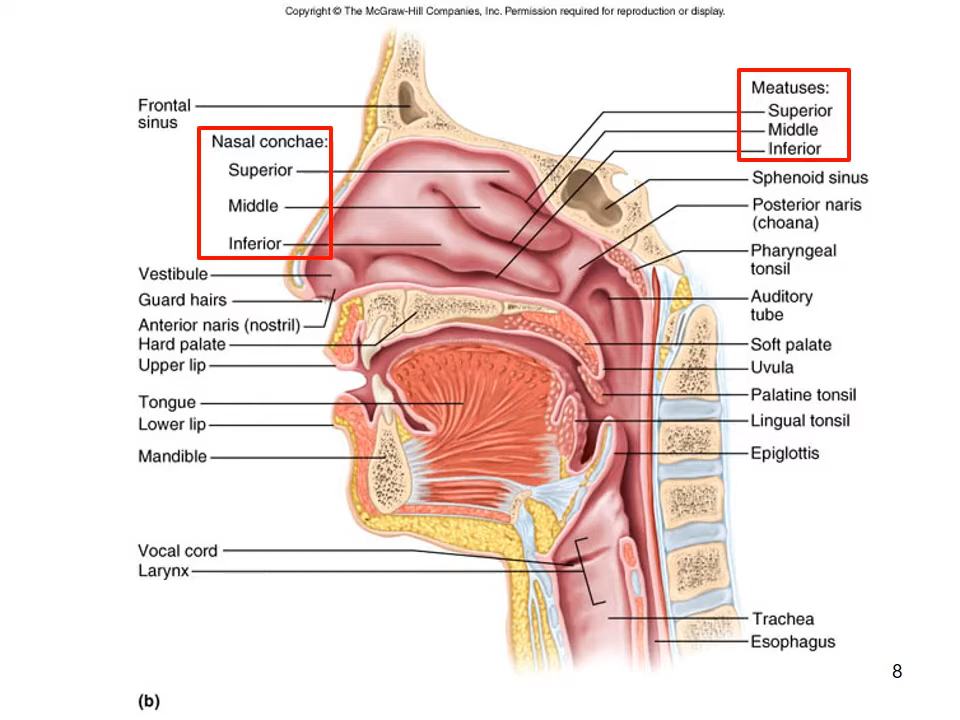 Copyright © The McGraw-Hill Companies, Inc. Permission required for reproduction or display.
Frontal
sinus
Nasal conchae:
Superior
Middle
Inferior
Vestibule
Guard hairs
Anterior naris (nostril)
Hard palate
Upper lip
Tongue
Lower lip
Mandible
Vocal cord
Larynx
Meatuses:
Superior
Middle
Inferior
Sphenoid sinus
Posterior naris
(choana)
Pharyngeal
tonsil
Auditory
tube
Soft palate
Uvula
Palatine tonsil
Lingual tonsil
Epiglottis
Trachea
Esophagus
8
(b)